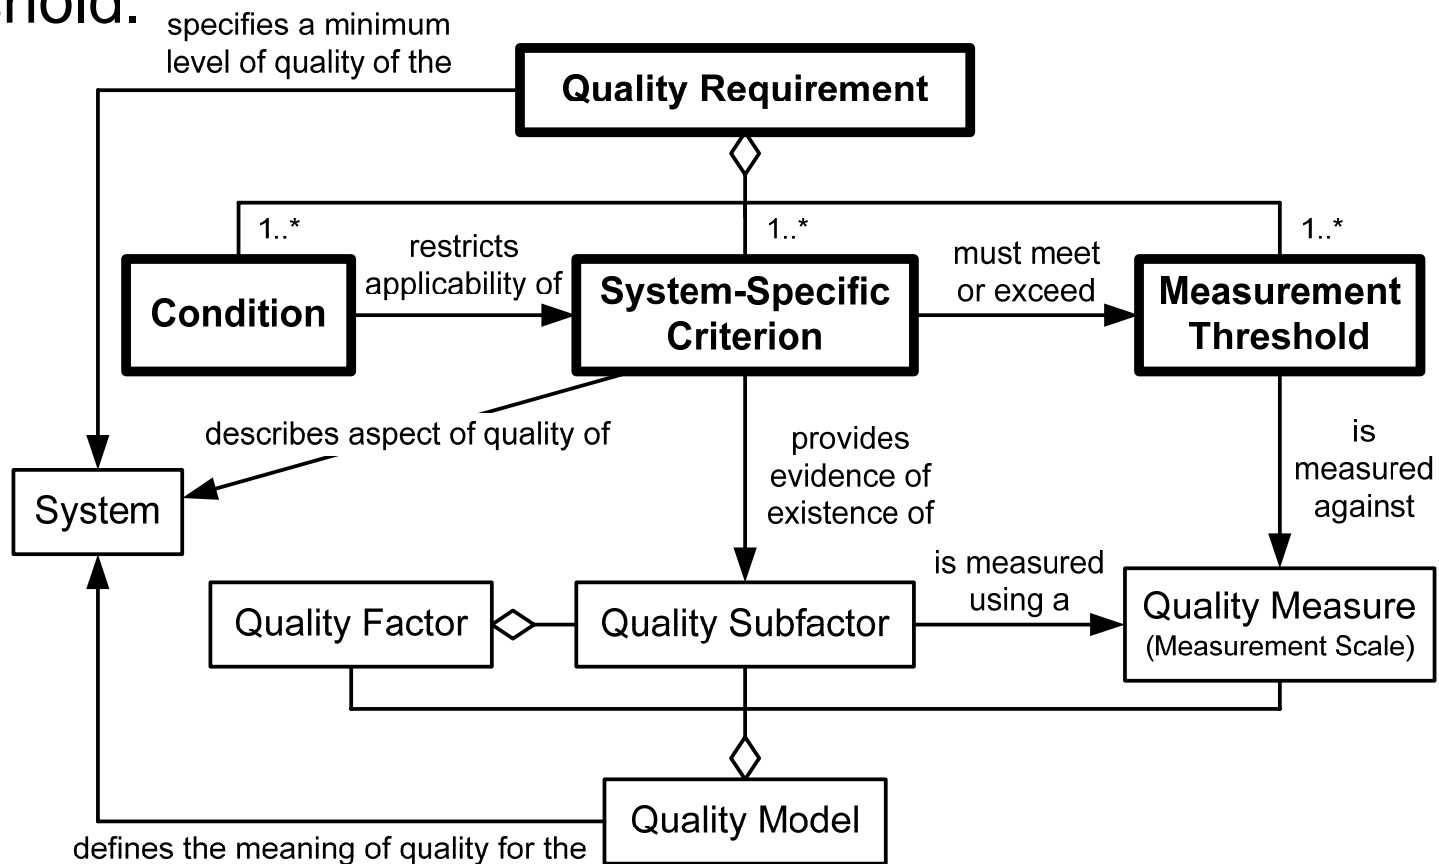 specifies a minimum
level of quality of the
Quality Requirement
1..*
1..*
1..*
restricts
applicability of
must meet
or exceed
Condition
System-Specific
Criterion
Measurement
Threshold
describes aspect of quality of
provides
evidence of
existence of
is
measured
against
System
is measured
using a
Quality Factor
Quality Subfactor
Quality Measure
(Measurement Scale)
Quality Model
defines the meaning of quality for the